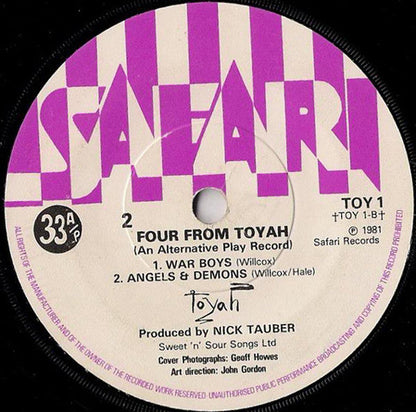 SAFARI
33 A/P
2
TOY 1
†TOY 1-B†
℗ 1981
Safari Records
FOUR FROM TOYAH
(An Alternative Play Record)
1. WAR BOYS (Willcox)
2. ANGELS & DEMONS (Willcox/Hale)
toyah
Produced by NICK TAUBER
Sweet 'n' Sour Songs Ltd
Cover Photographs: Geoff Howes
Art direction: John Gordon
ALL RIGHTS OF THE MANUFACTURER AND OF THE OWNER OF THE RECORDED WORK RESERVED · UNAUTHORISED PUBLIC PERFORMANCE BROADCASTING AND COPYING OF THIS RECORD PROHIBITED